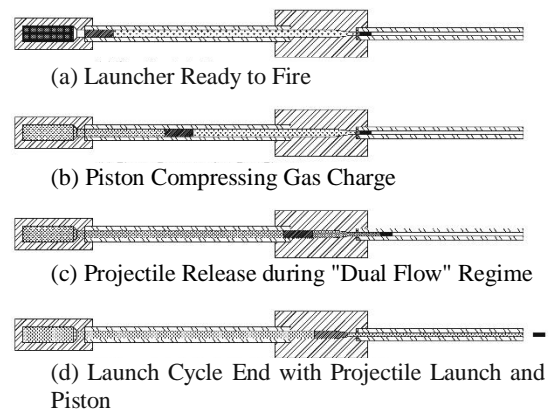 (a) Launcher Ready to Fire
(b) Piston Compressing Gas Charge
(c) Projectile Release during "Dual Flow" Regime
(d) Launch Cycle End with Projectile Launch and
Piston